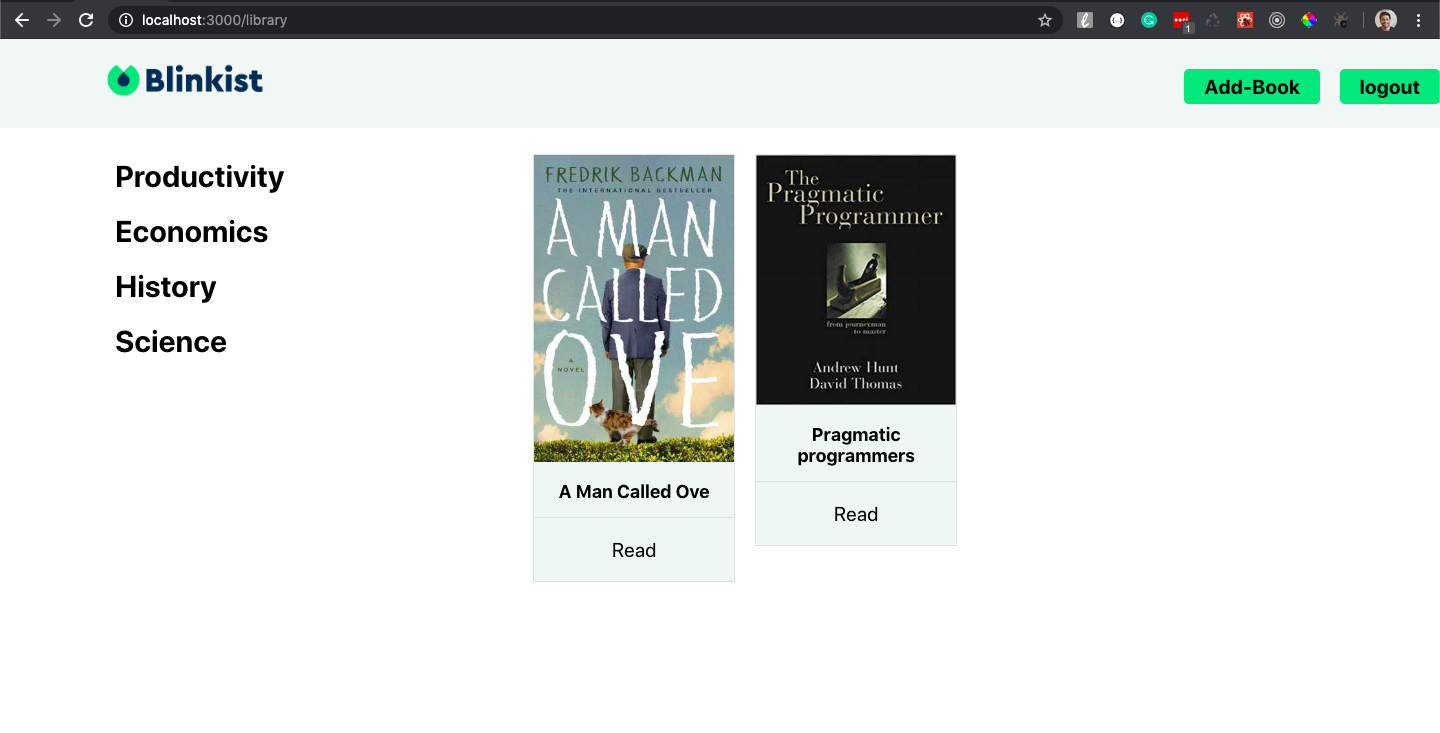 localhost:3000/library
1
Blinkist
Add-Book
logout
Productivity
Economics
History
Science
FREDRIK BACKMAN
THE INTERNATIONAL BESTSELLER
A MAN
CALLED
OVE
A
NOVEL
A Man Called Ove
Read
The
Pragmatic
Programmer
from journeyman
to master
Andrew Hunt
David Thomas
Pragmatic
programmers
Read